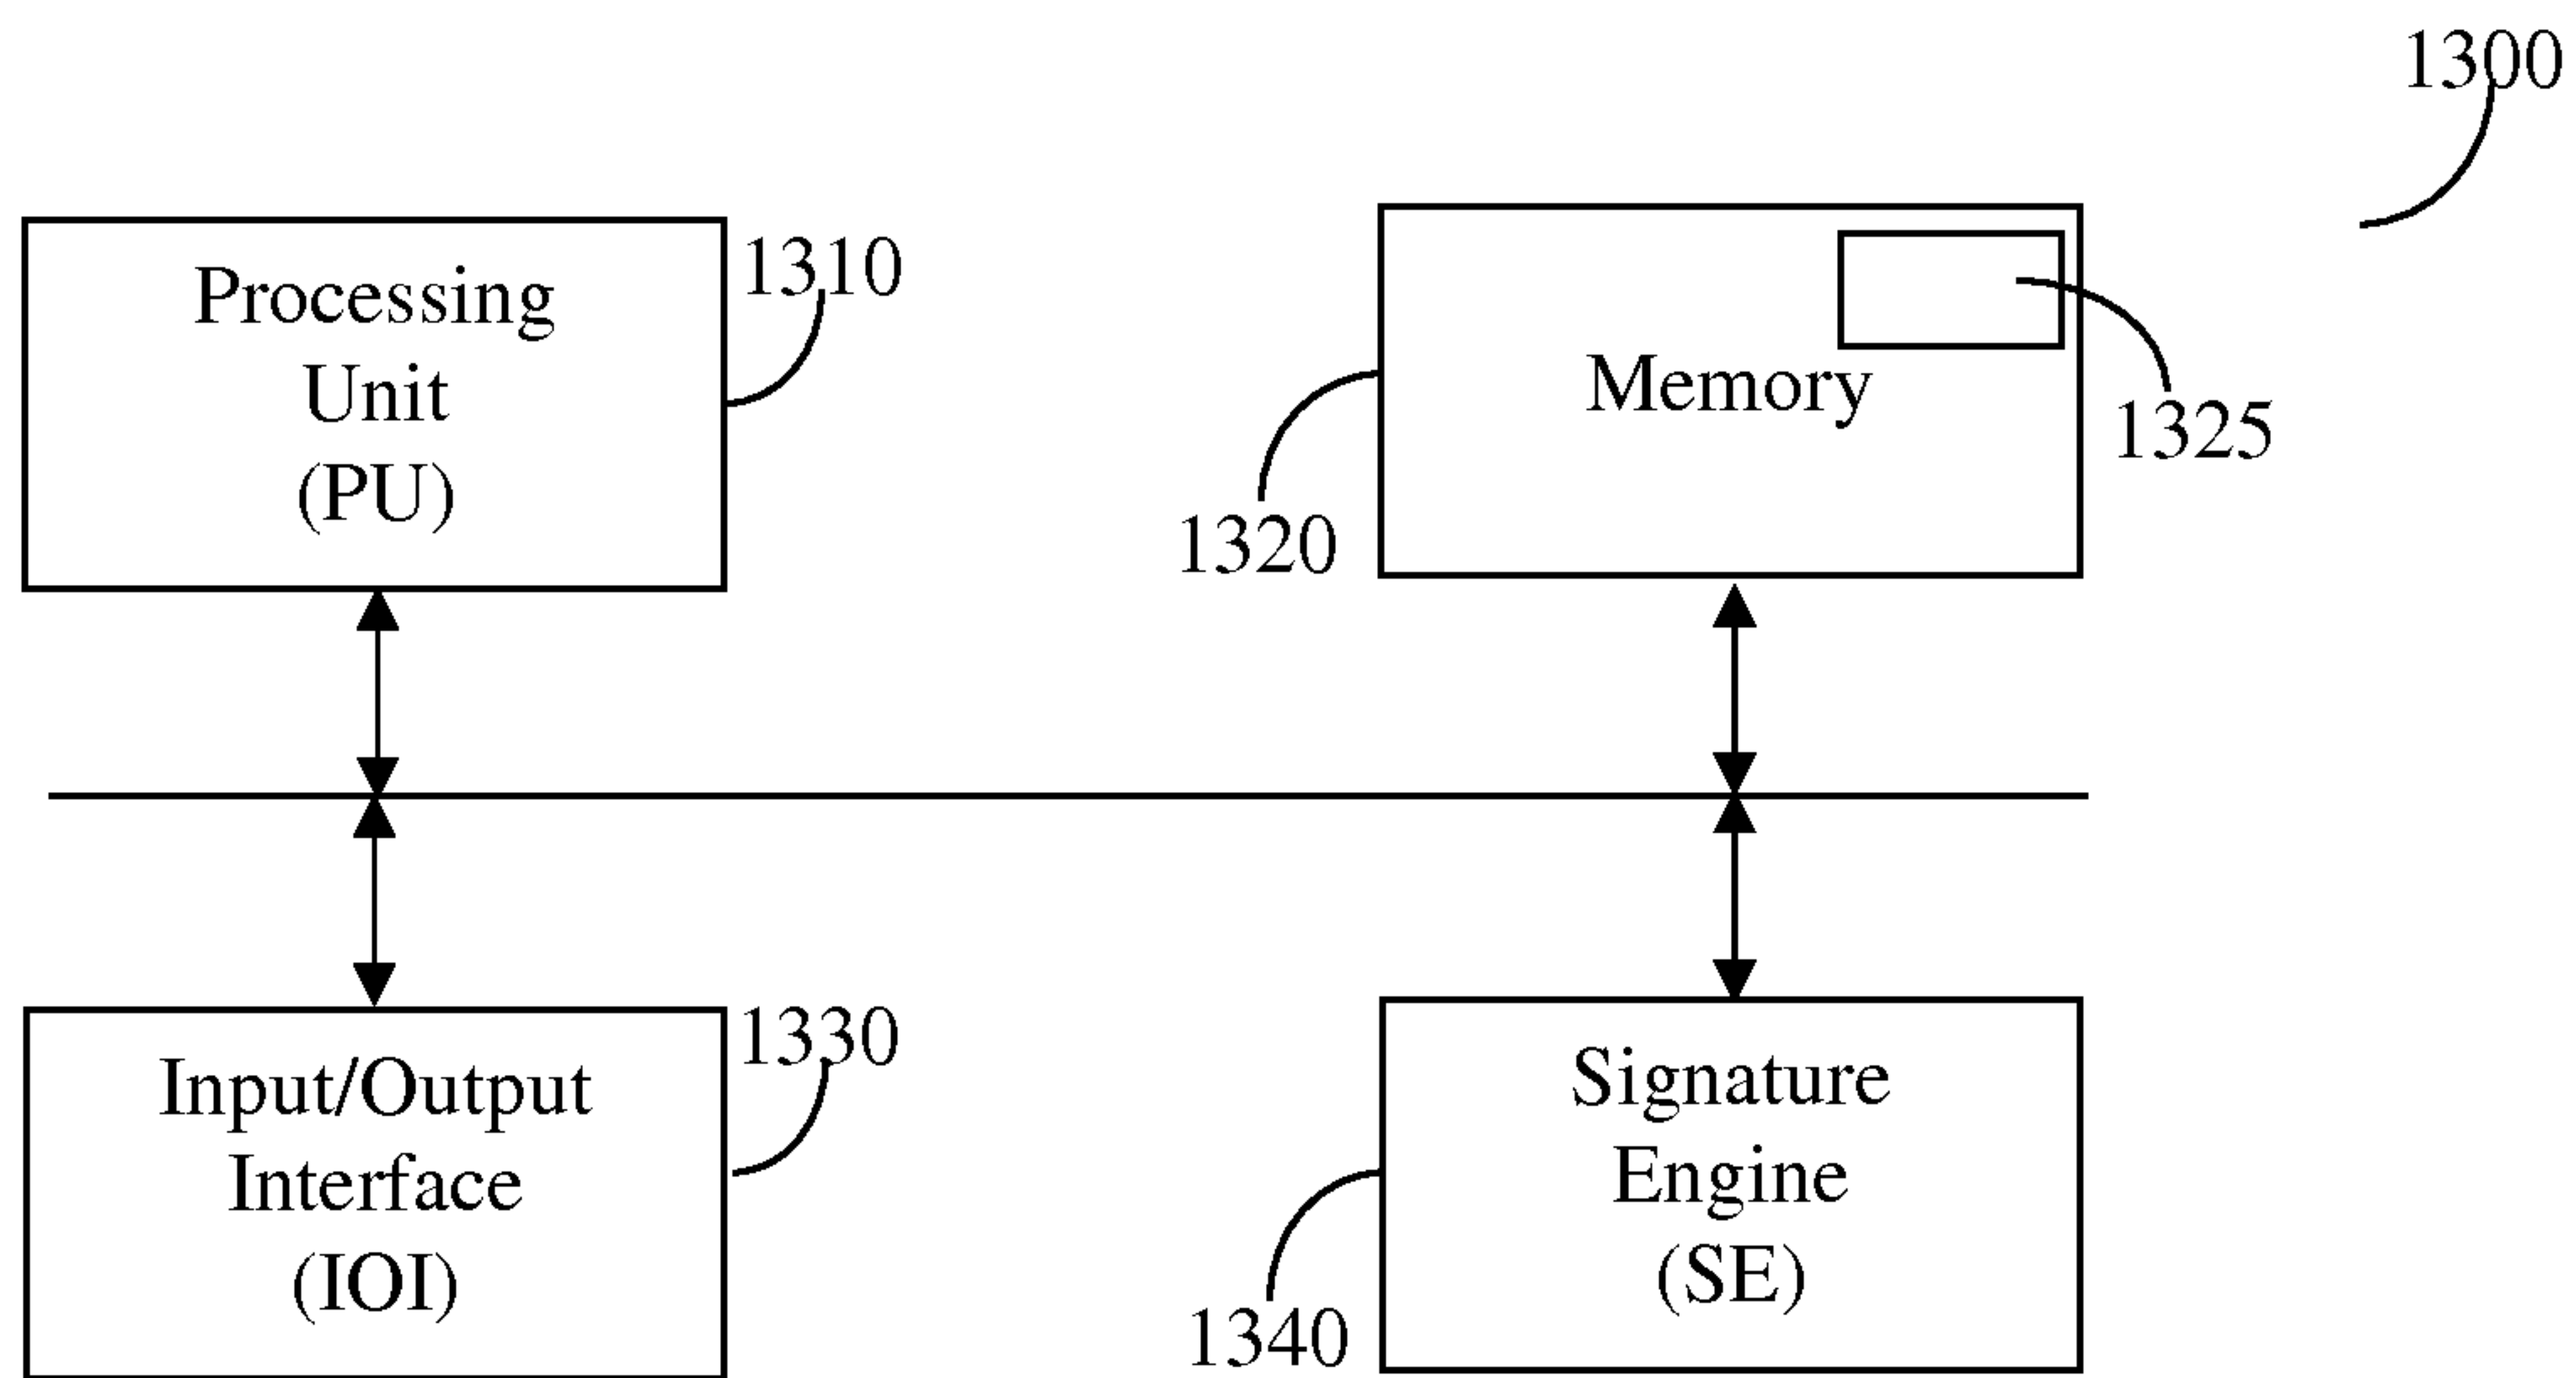 1300
Processing
Unit
(PU)
1310
Memory
1325
1320
Input/Output
Interface
(IOI)
1330
Signature
Engine
(SE)
1340